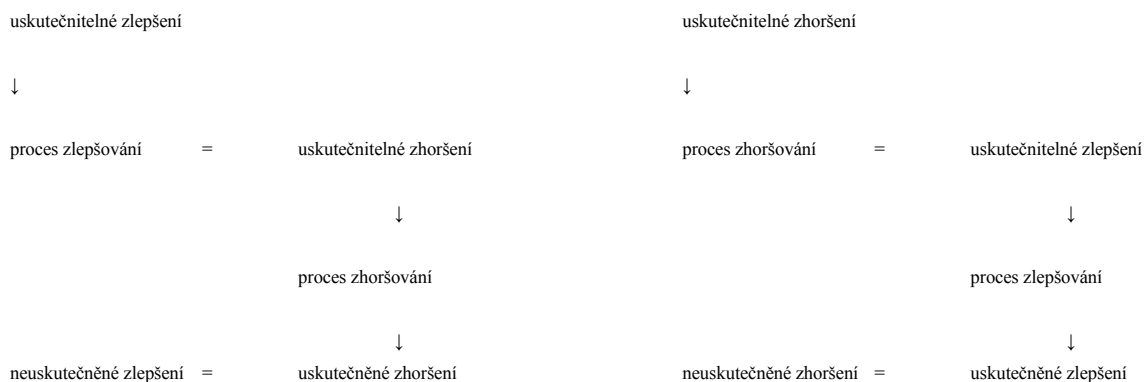 uskutečnitelné zlepšení uskutečnitelné zhoršení
↓ ↓
proces zlepšování = uskutečnitelné zhoršení proces zhoršování = uskutečnitelné zlepšení
↓ ↓
proces zhoršování proces zlepšování
↓ ↓
neuskutečněné zlepšení = uskutečněné zhoršení neuskutečněné zhoršení = uskutečněné zlepšení